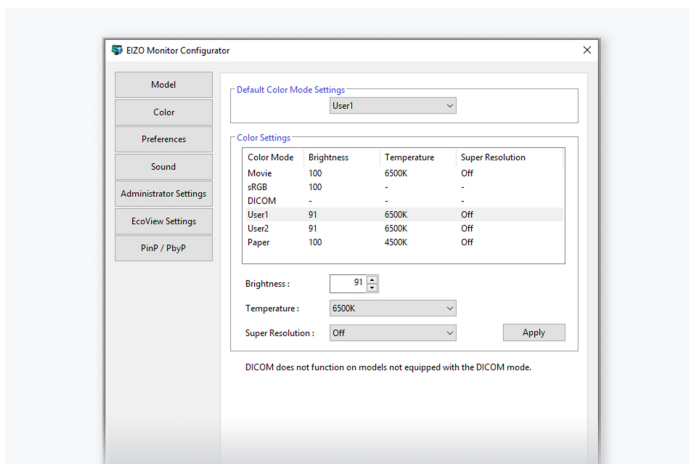 EIZO Monitor Configurator
Model
Color
Preferences
Sound
Administrator Settings
EcoView Settings
PinP / PbyP
Default Color Mode Settings
User1
Color Settings
Color Mode Brightness Temperature Super Resolution
Movie 100 6500K Off
sRGB 100 - -
DICOM - - -
User1 91 6500K Off
User2 91 6500K Off
Paper 100 4500K Off
Brightness : 91
Temperature : 6500K
Super Resolution : Off Apply
DICOM does not function on models not equipped with the DICOM mode.